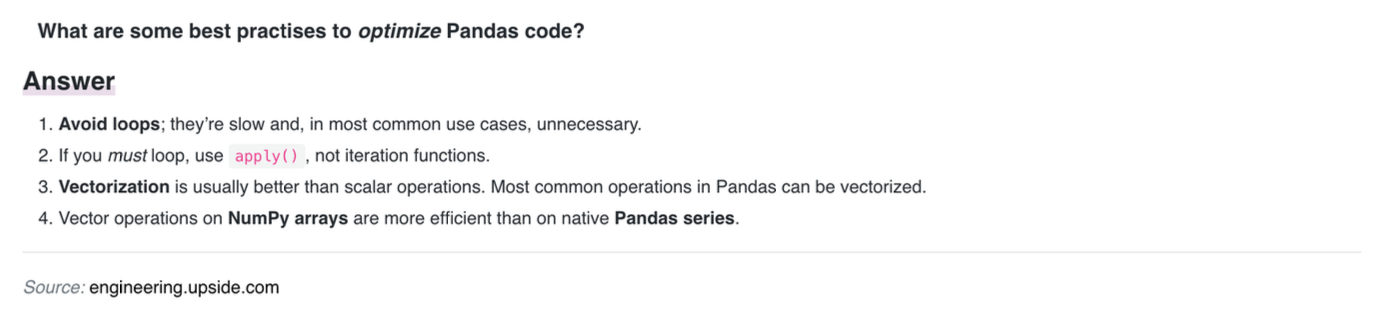 What are some best practises to optimize Pandas code?
Answer
1. Avoid loops; they’re slow and, in most common use cases, unnecessary.
2. If you must loop, use apply() , not iteration functions.
3. Vectorization is usually better than scalar operations. Most common operations in Pandas can be vectorized.
4. Vector operations on NumPy arrays are more efficient than on native Pandas series.
Source: engineering.upside.com